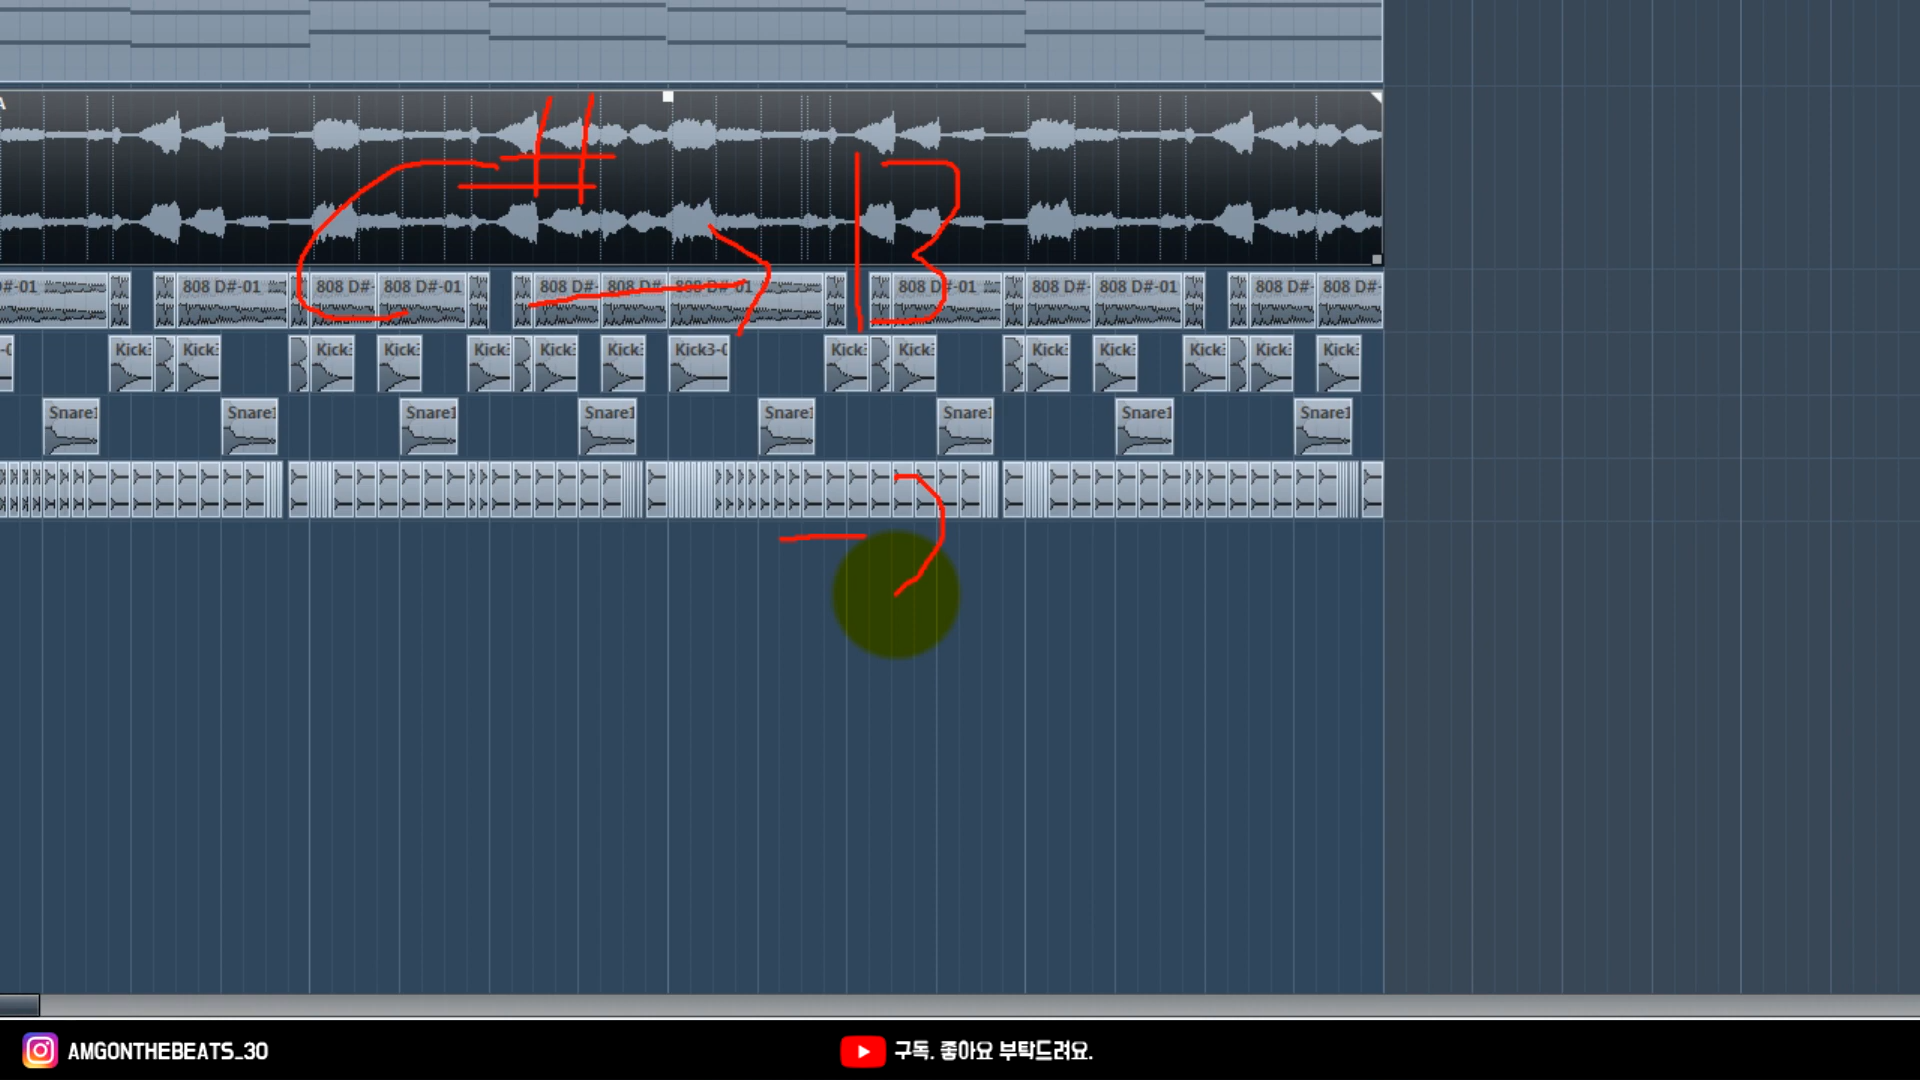 A
C# → B
#-01 808 D#-01 808 D#- 808 D#-01 808 D#- 808 D#- 808 D#-01 808 D#-01 808 D#- 808 D#-01 808 D#- 808 D#-
Kick3 Kick3 Kick3 Kick3 Kick3 Kick3 Kick3 Kick3-0 Kick3 Kick3 Kick3 Kick3 Kick3 Kick3 Kick3
Snare1 Snare1 Snare1 Snare1 Snare1 Snare1 Snare1 Snare1
AMGONTHEBEATS_30
구독. 좋아요 부탁드려요.